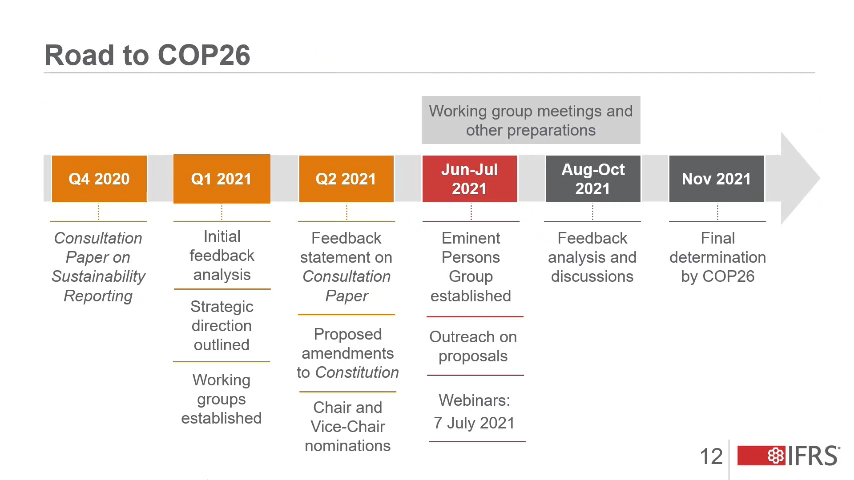 Road to COP26
Working group meetings and
other preparations
Q4 2020
Q1 2021
Q2 2021
Jun-Jul
2021
Aug-Oct
2021
Nov 2021
Consultation
Paper on
Sustainability
Reporting
Initial
feedback
analysis
Strategic
direction
outlined
Working
groups
established
Feedback
statement on
Consultation
Paper
Proposed
amendments
to Constitution
Chair and
Vice-Chair
nominations
Eminent
Persons
Group
established
Outreach on
proposals
Webinars:
7 July 2021
Feedback
analysis and
discussions
Final
determination
by COP26
12
IFRS